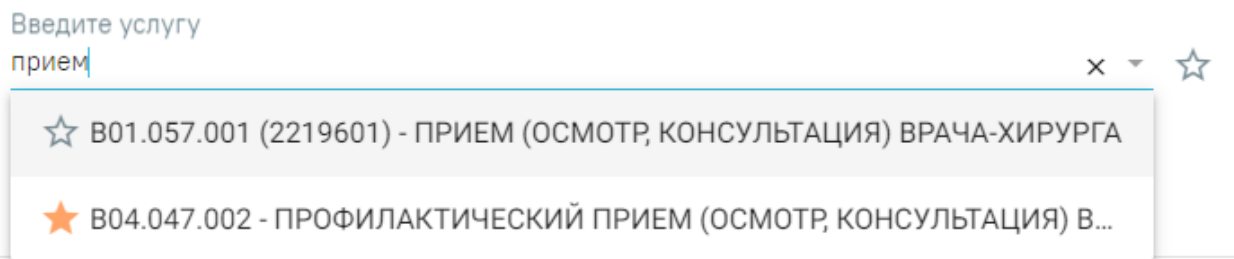 Введите услугу
прием
B01.057.001 (2219601) - ПРИЕМ (ОСМОТР, КОНСУЛЬТАЦИЯ) ВРАЧА-ХИРУРГА
B04.047.002 - ПРОФИЛАКТИЧЕСКИЙ ПРИЕМ (ОСМОТР, КОНСУЛЬТАЦИЯ) В...